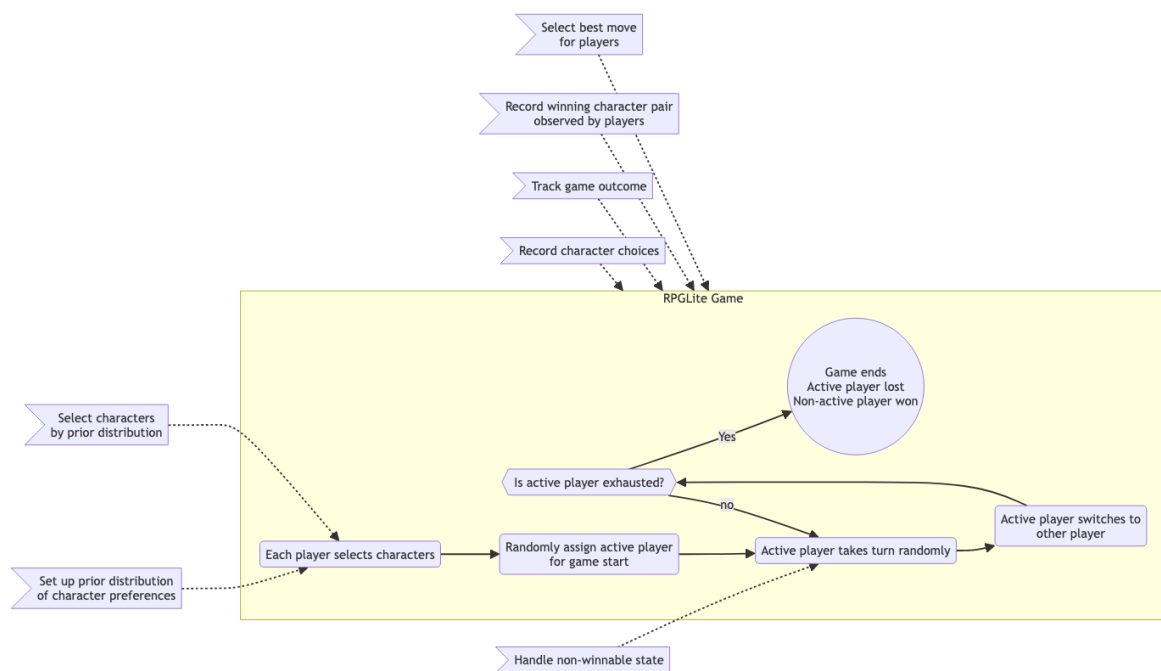 Select best move
for players
Record winning character pair
observed by players
Track game outcome
Record character choices
RPGLite Game
Game ends
Active player lost
Non-active player won
Select characters
by prior distribution
Yes
Is active player exhausted?
no
Active player switches to
other player
Each player selects characters
Randomly assign active player
for game start
Active player takes turn randomly
Set up prior distribution
of character preferences
Handle non-winnable state